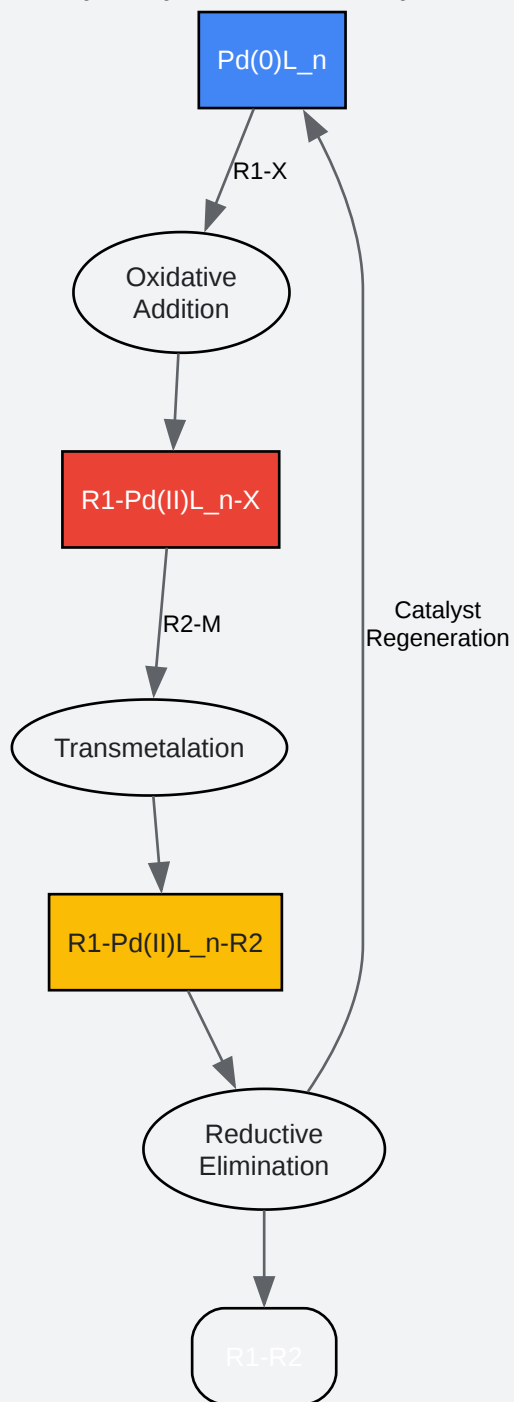 Pd(0)L_n
R1-X
Oxidative
Addition
R1-Pd(II)L_n-X
R2-M
Catalyst
Regeneration
Transmetalation
R1-Pd(II)L_n-R2
Reductive
Elimination
R1-R2